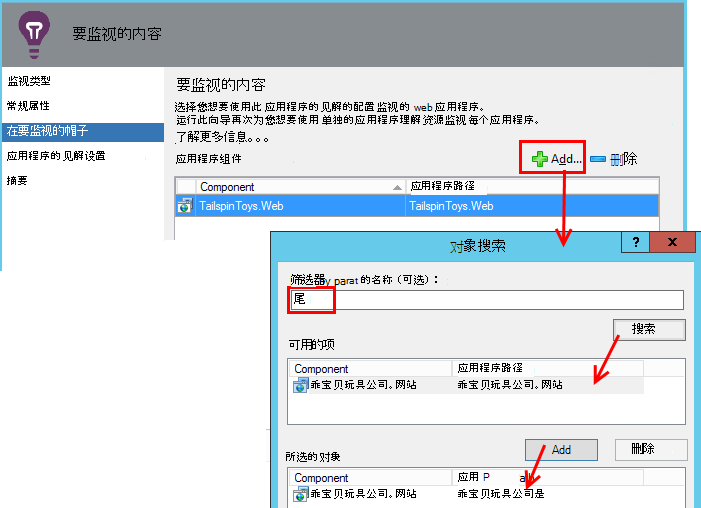 要监视的内容
监视类型
常规属性
在要监视的帽子
应用程序的见解设置
摘要
要监视的内容
选择您想要使用此应用程序的见解的配置监视的 web 应用程序。
运行此向导再次为您想要使用单独的应用程序理解资源监视每个应用程序。
了解更多信息。。。
应用程序组件 Add... 删除
Component 应用程序路径
TailspinToys.Web TailspinToys.Web
对象搜索 ? x
筛选器 by parat 的名称（可选）：
尾
搜索
可用的项
Component 应用程序路径
乖宝贝玩具公司。网站 乖宝贝玩具公司。网站
Add 删除
所选的对象
Component 应用 P
乖宝贝玩具公司。网站 乖宝贝玩具公司是